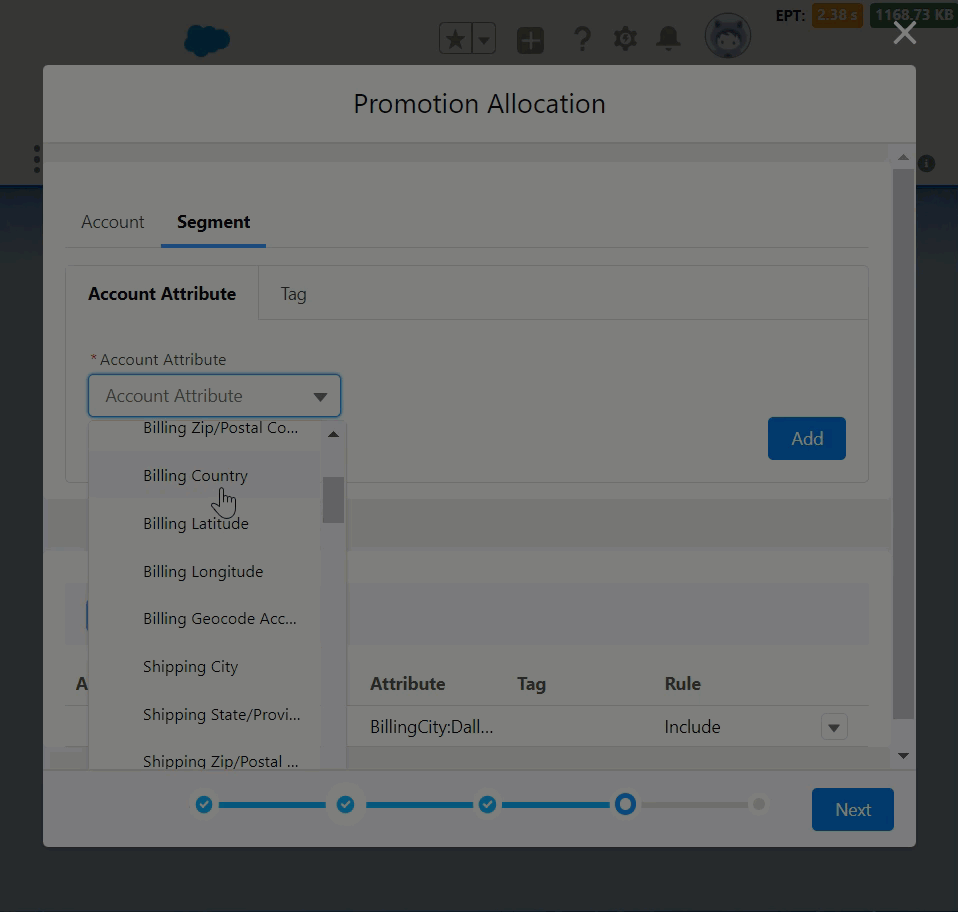 EPT: 2.38 s 1168.73 KB
Promotion Allocation
Account Segment
Account Attribute Tag
*Account Attribute
Account Attribute
Billing Zip/Postal Co...
Add
Billing Country
Billing Latitude
Billing Longitude
Billing Geocode Acc...
Shipping City
A Attribute Tag Rule
Shipping State/Provi...
BillingCity:Dall... Include
Shipping Zip/Postal ...
Next